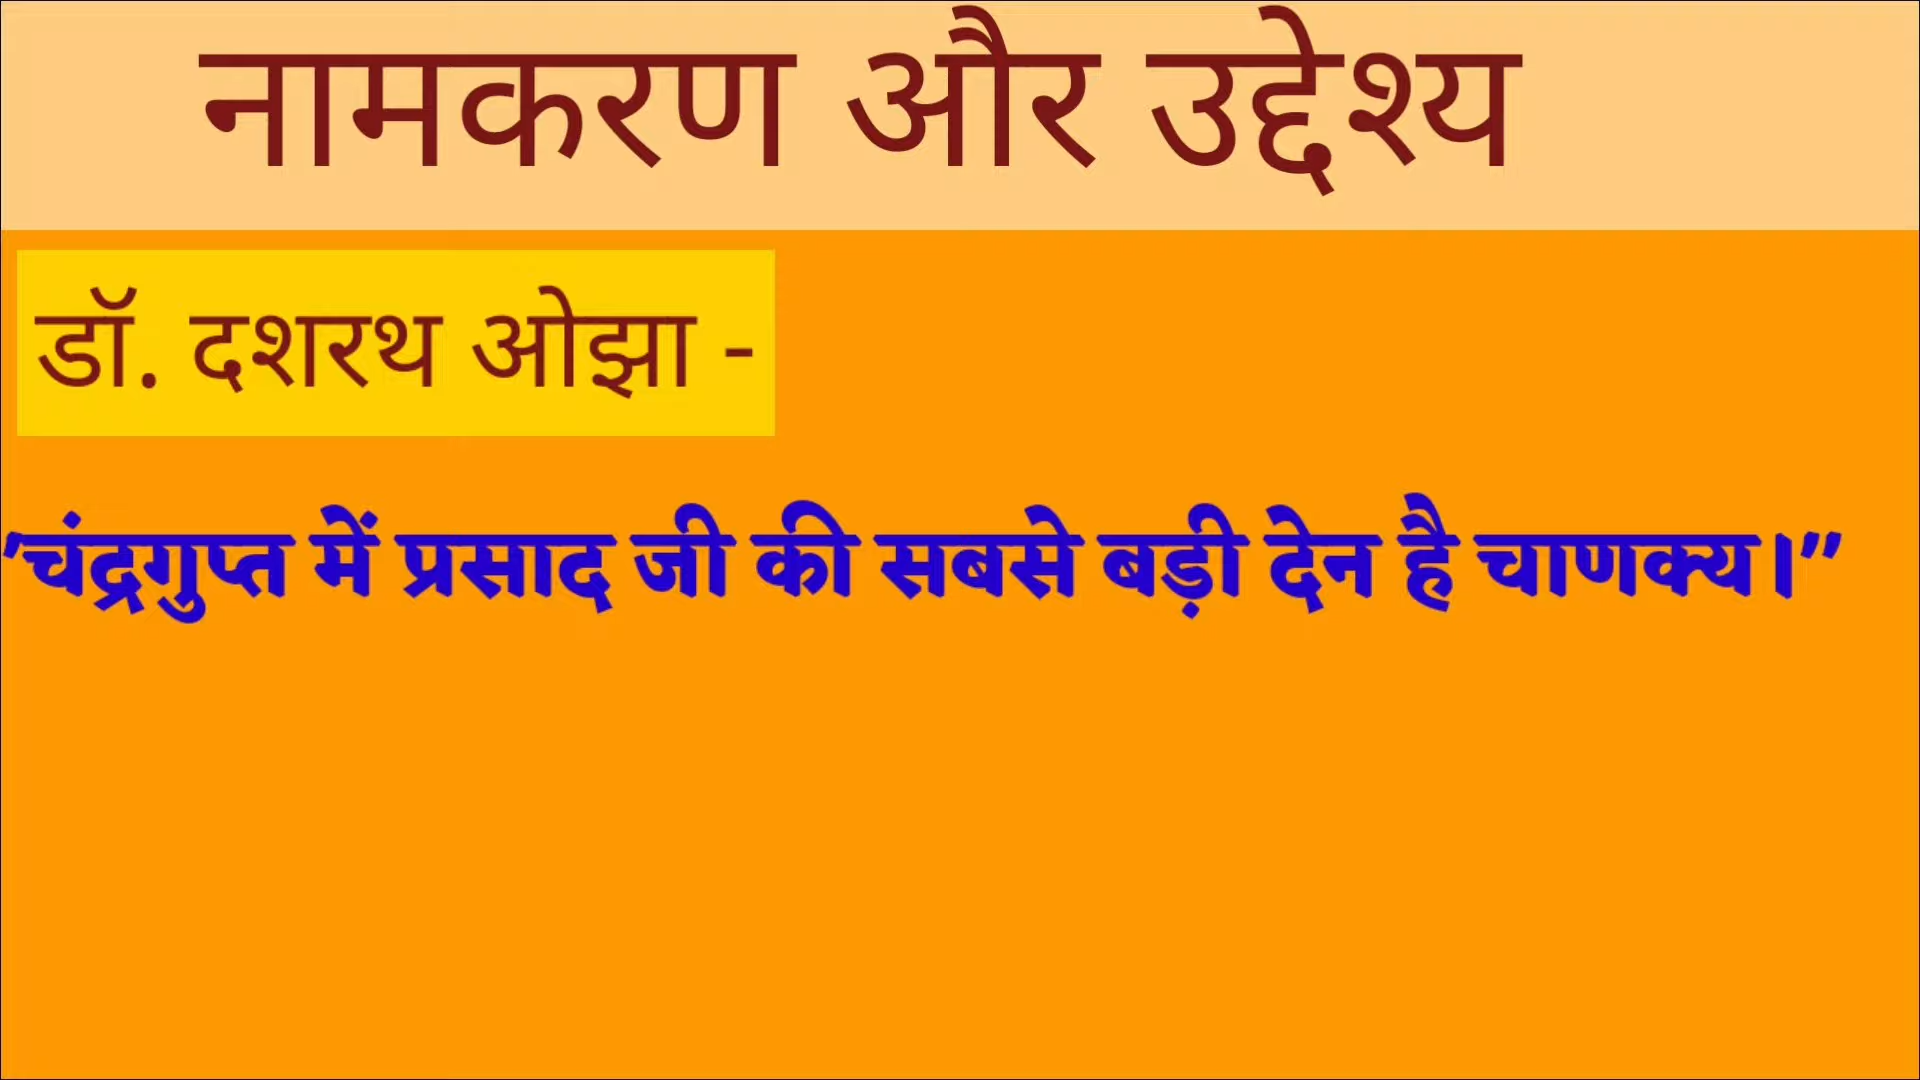 नामकरण और उद्देश्य
डॉ. दशरथ ओझा -
"चंद्रगुप्त में प्रसाद जी की सबसे बड़ी देन है चाणक्य।"